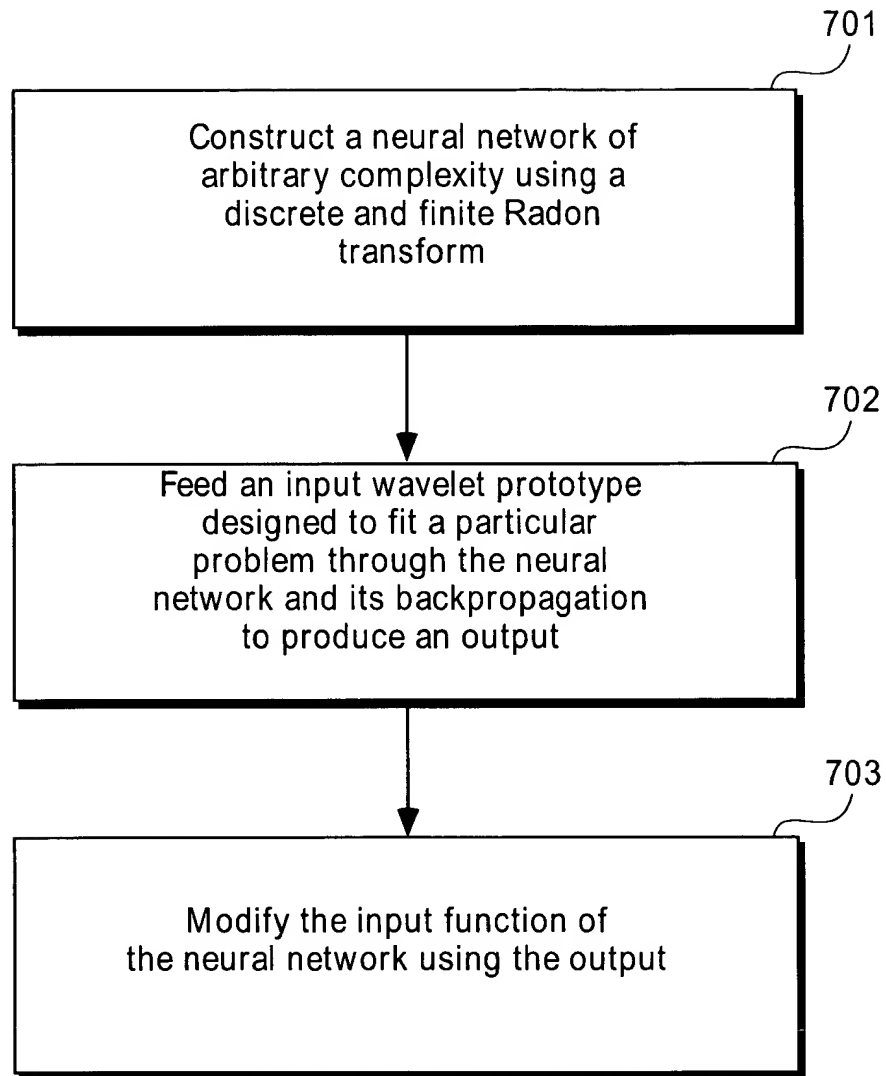 701
Construct a neural network of
arbitrary complexity using a
discrete and finite Radon
transform
702
Feed an input wavelet prototype
designed to fit a particular
problem through the neural
network and its backpropagation
to produce an output
703
Modify the input function of
the neural network using the output